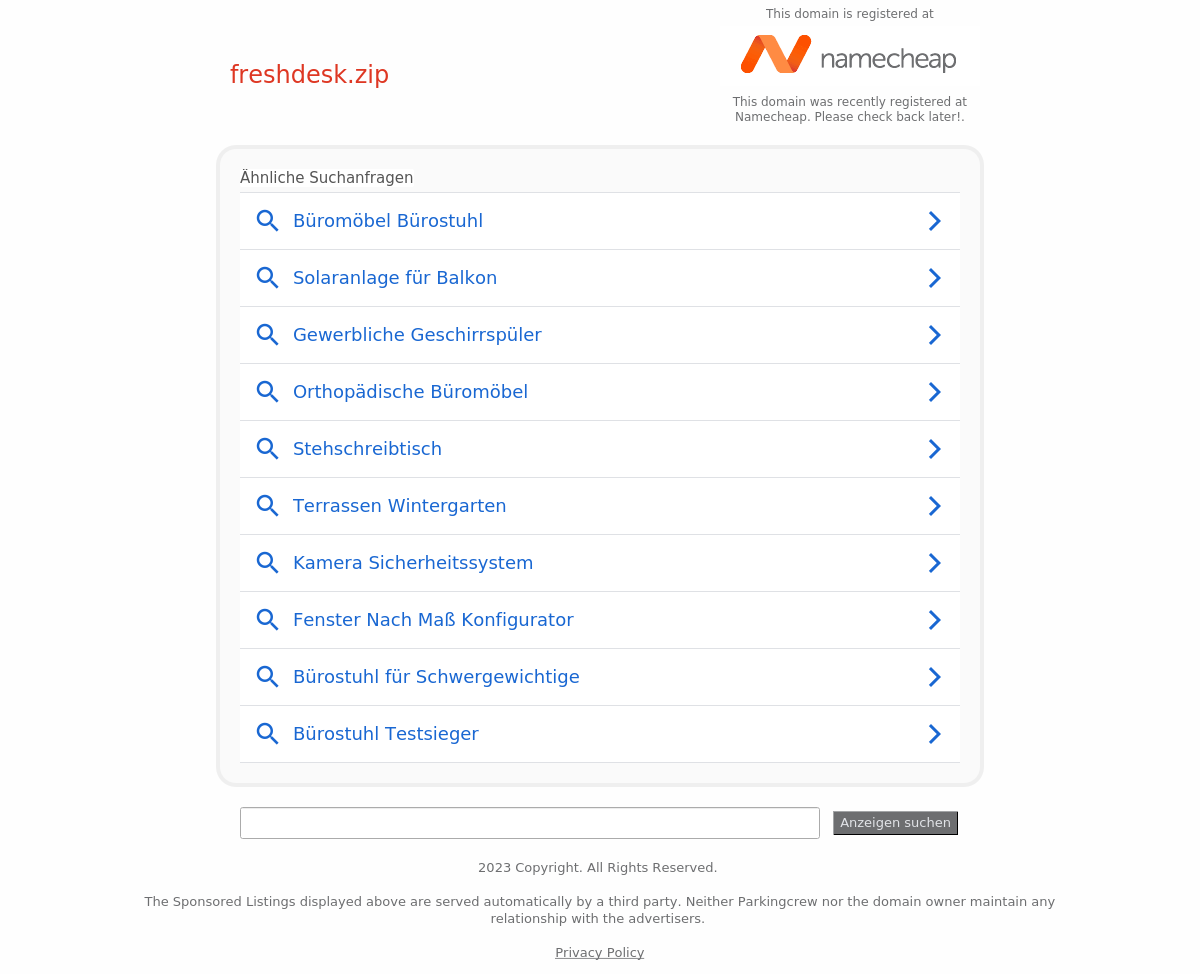 This domain is registered at
namecheap
freshdesk.zip
This domain was recently registered at
Namecheap. Please check back later!.
Ähnliche Suchanfragen
Büromöbel Bürostuhl
Solaranlage für Balkon
Gewerbliche Geschirrspüler
Orthopädische Büromöbel
Stehschreibtisch
Terrassen Wintergarten
Kamera Sicherheitssystem
Fenster Nach Maß Konfigurator
Bürostuhl für Schwergewichtige
Bürostuhl Testsieger
Anzeigen suchen
2023 Copyright. All Rights Reserved.
The Sponsored Listings displayed above are served automatically by a third party. Neither Parkingcrew nor the domain owner maintain any
relationship with the advertisers.
Privacy Policy